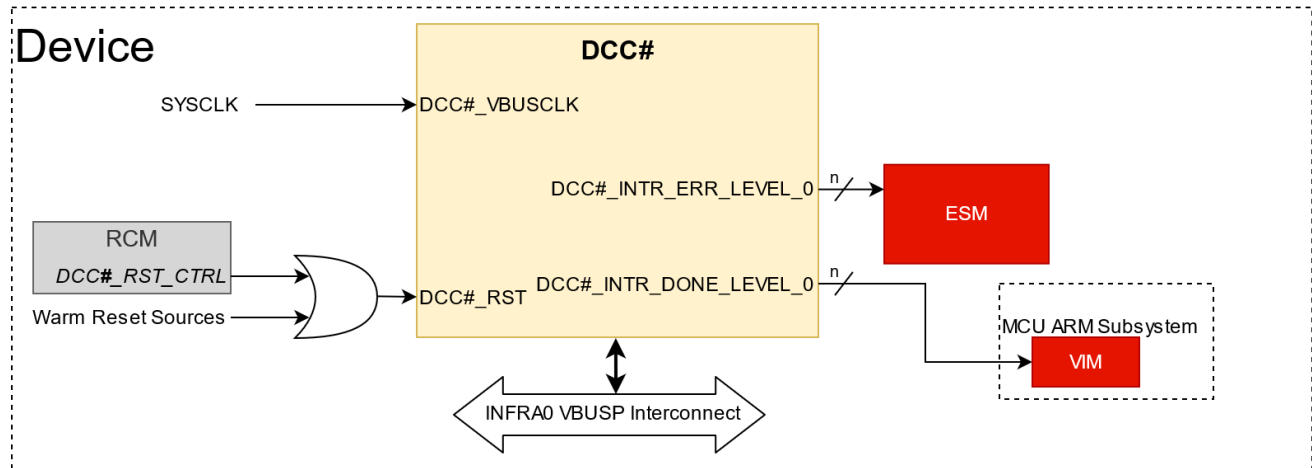 Device
DCC#
SYSCLK
DCC#_VBUSCLK
DCC#_INTR_ERR_LEVEL_0
n
ESM
RCM
DCC#_RST_CTRL
DCC#_RST
DCC#_INTR_DONE_LEVEL_0
n
Warm Reset Sources
MCU ARM Subsystem
VIM
INFRA0 VBUSP Interconnect